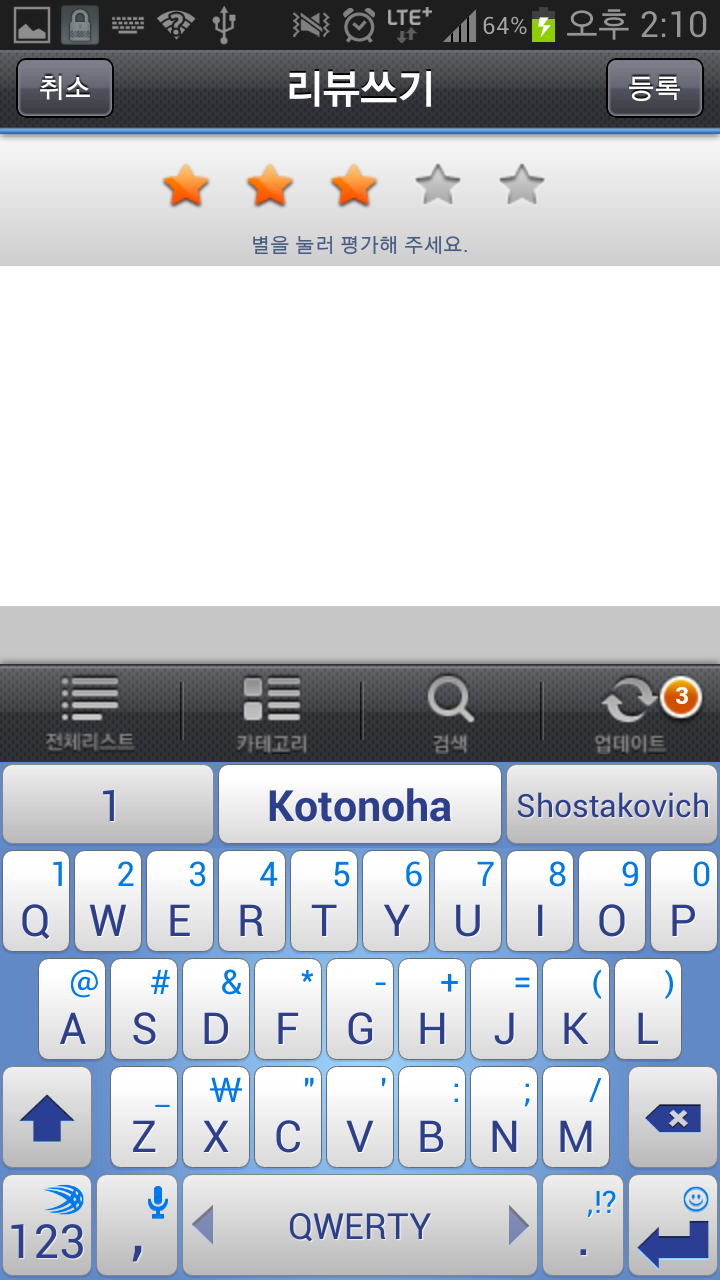 LTE+ 64% 오후 2:10
취소 리뷰쓰기 등록
별을 눌러 평가해 주세요.
3
전체리스트 카테고리 검색 업데이트
1 Kotonoha Shostakovich
1 2 3 4 5 6 7 8 9 0
Q W E R T Y U I O P
@ # & * - + = ( )
A S D F G H J K L
_ ₩ " ' : ; /
Z X C V B N M
,!?
123 , QWERTY .